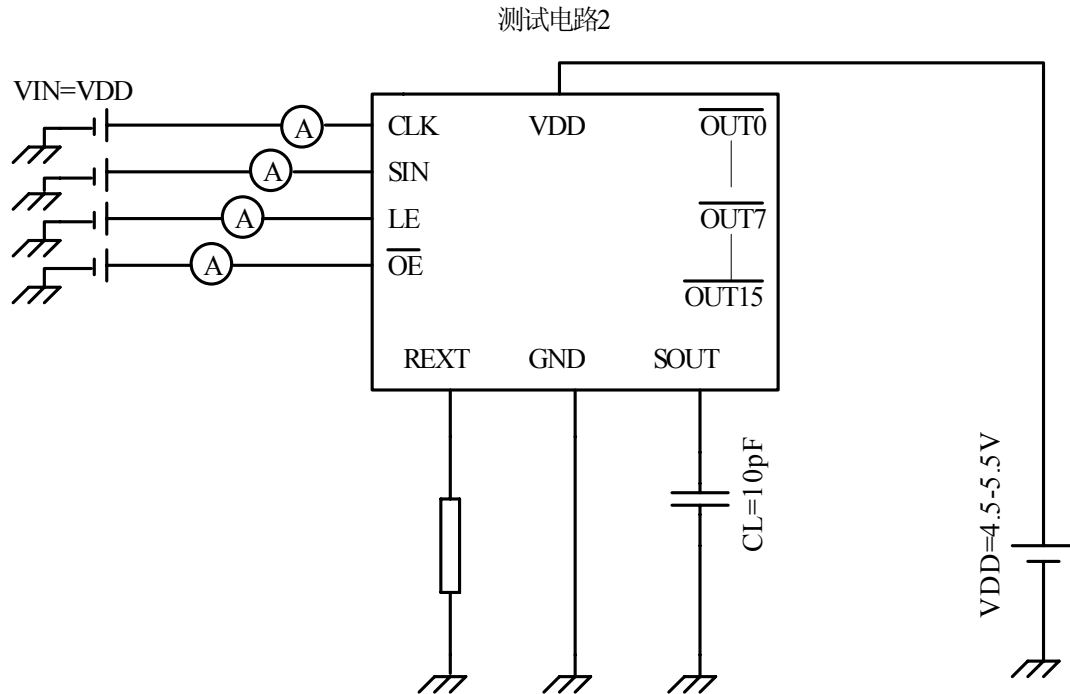 测试电路2
VIN=VDD
A CLK VDD OUT0
A SIN
A LE OUT7
A OE
OUT15
REXT GND SOUT
CL=10pF
VDD=4.5-5.5V